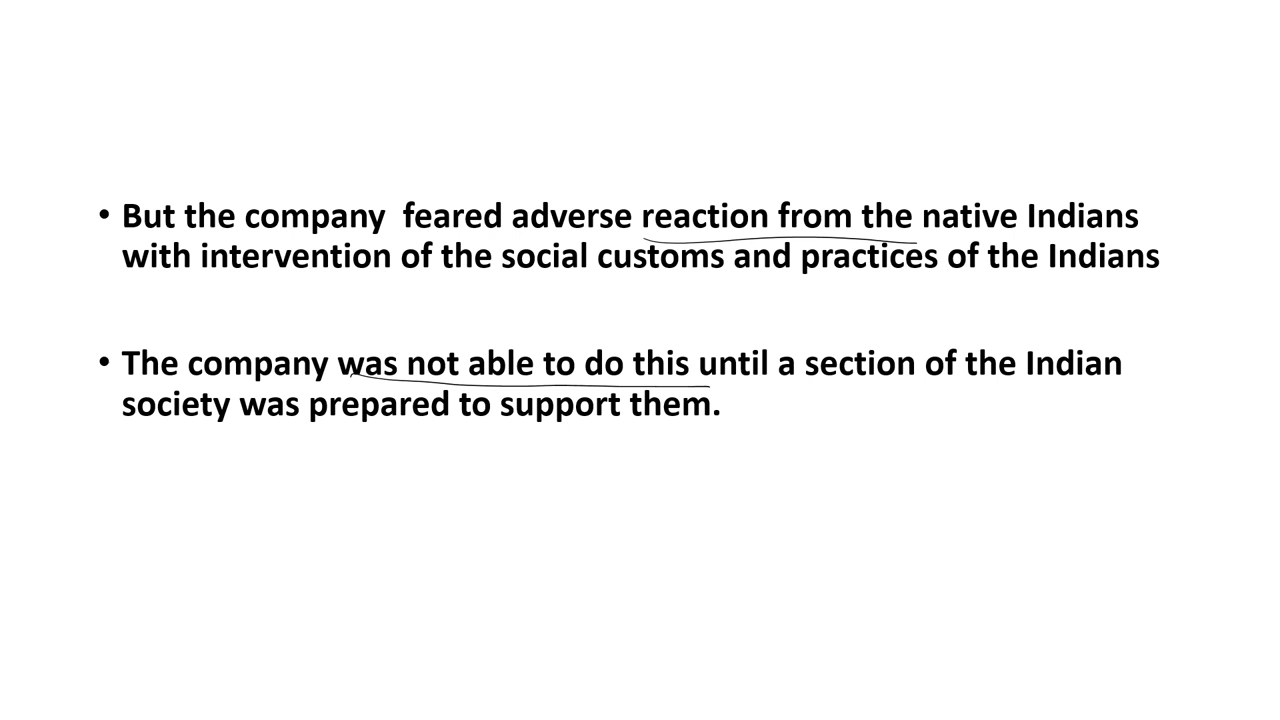 • But the company  feared adverse reaction from the native Indians
with intervention of the social customs and practices of the Indians
• The company was not able to do this until a section of the Indian
society was prepared to support them.